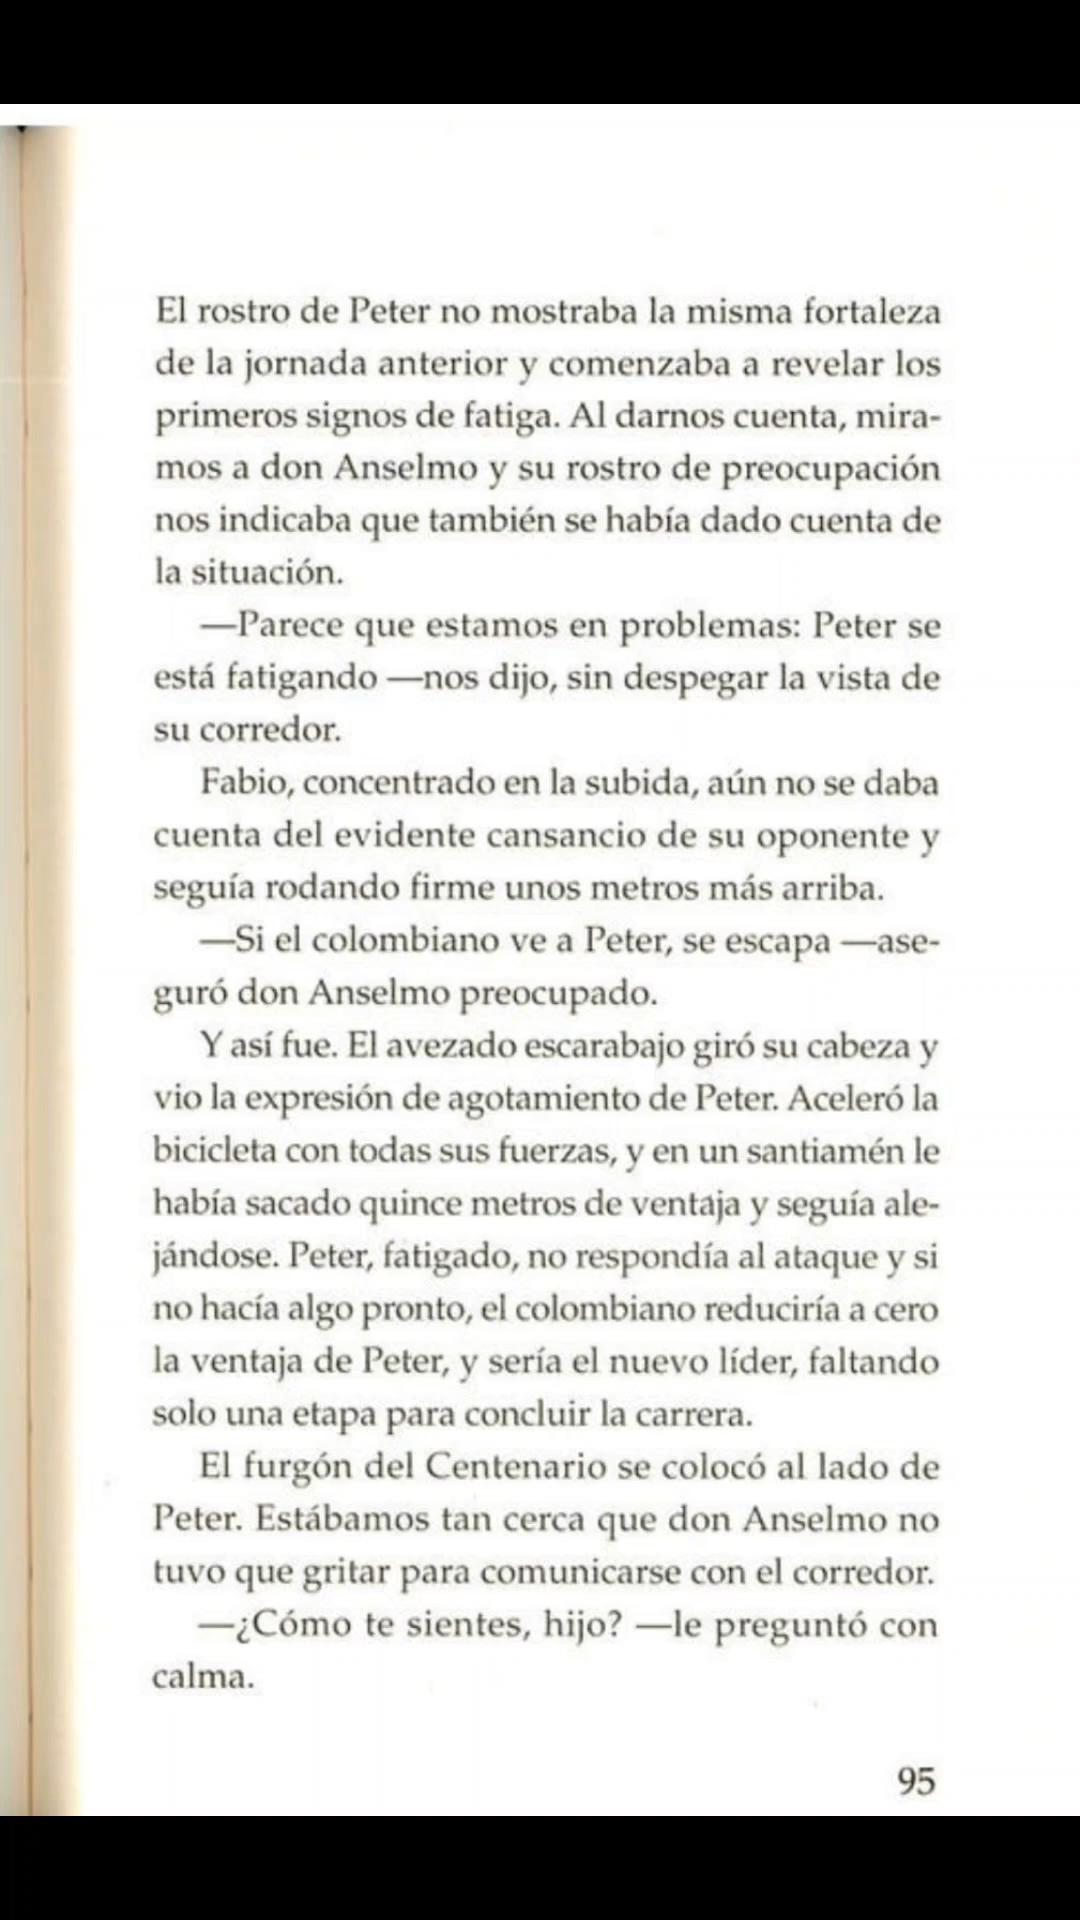 El rostro de Peter no mostraba la misma fortaleza
de la jornada anterior y comenzaba a revelar los
primeros signos de fatiga. Al darnos cuenta, mira-
mos a don Anselmo y su rostro de preocupación
nos indicaba que también se había dado cuenta de
la situación.
—Parece que estamos en problemas: Peter se
está fatigando —nos dijo, sin despegar la vista de
su corredor.
Fabio, concentrado en la subida, aún no se daba
cuenta del evidente cansancio de su oponente y
seguía rodando firme unos metros más arriba.
—Si el colombiano ve a Peter, se escapa —ase-
guró don Anselmo preocupado.
Y así fue. El avezado escarabajo giró su cabeza y
vio la expresión de agotamiento de Peter. Aceleró la
bicicleta con todas sus fuerzas, y en un santiamén le
había sacado quince metros de ventaja y seguía ale-
jándose. Peter, fatigado, no respondía al ataque y si
no hacía algo pronto, el colombiano reduciría a cero
la ventaja de Peter, y sería el nuevo líder, faltando
solo una etapa para concluir la carrera.
El furgón del Centenario se colocó al lado de
Peter. Estábamos tan cerca que don Anselmo no
tuvo que gritar para comunicarse con el corredor.
—¿Cómo te sientes, hijo? —le preguntó con
calma.
95